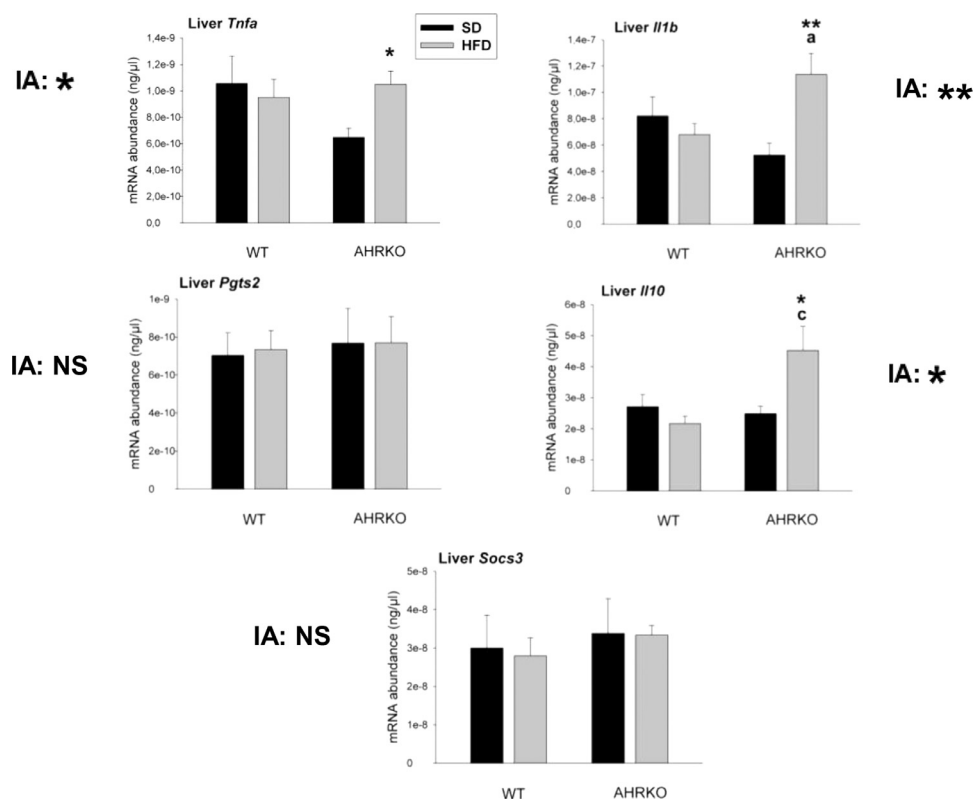 Liver Tnfa
SD
HFD
IA: *
mRNA abundance (ng/µl)
1,4e-9
1,2e-9
1,0e-9
8,0e-10
6,0e-10
4,0e-10
2,0e-10
0,0
*
WT
AHRKO
Liver Il1b
IA: **
mRNA abundance (ng/µl)
1,4e-7
1,2e-7
1,0e-7
8,0e-8
6,0e-8
4,0e-8
2,0e-8
0,0
**
a
WT
AHRKO
Liver Pgts2
IA: NS
mRNA abundance (ng/µl)
1e-9
8e-10
6e-10
4e-10
2e-10
0
WT
AHRKO
Liver Il10
IA: *
mRNA abundance (ng/µl)
6e-8
5e-8
4e-8
3e-8
2e-8
1e-8
0
*
c
WT
AHRKO
Liver Socs3
IA: NS
mRNA abundance (ng/µl)
5e-8
4e-8
3e-8
2e-8
1e-8
0
WT
AHRKO